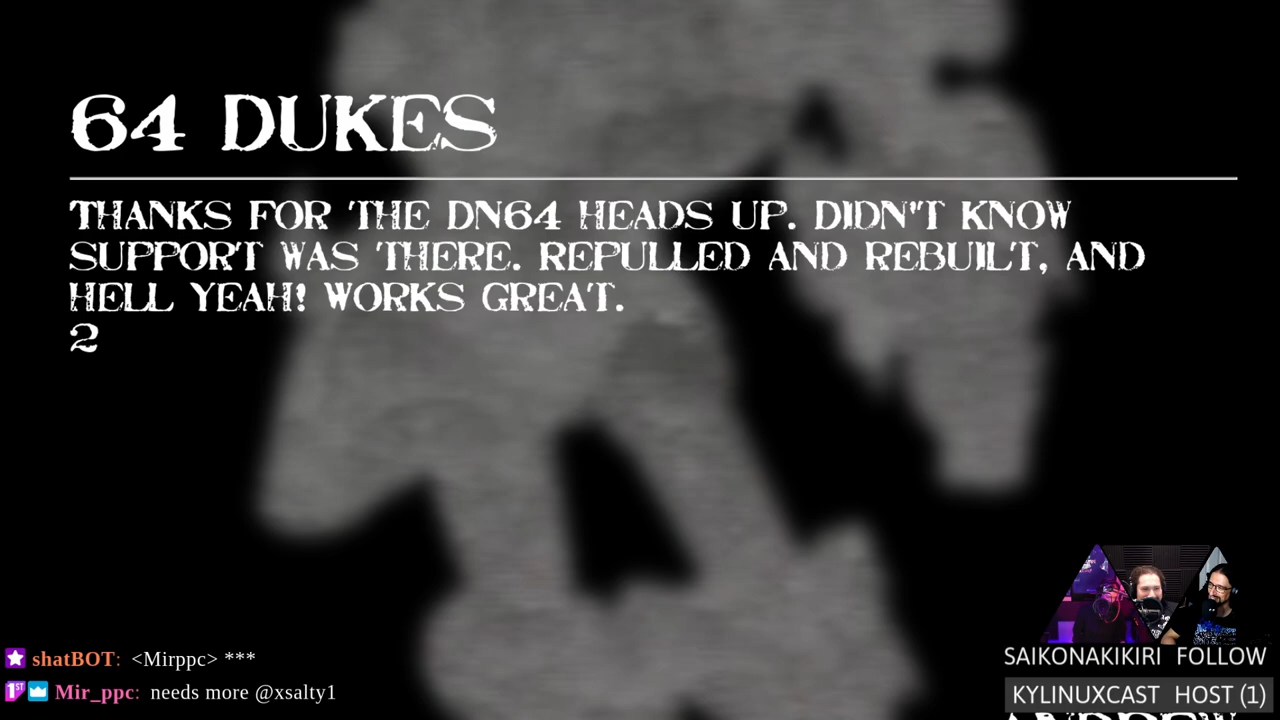 64 DUKES
THANKS FOR THE DN64 HEADS UP. DIDN'T KNOW
SUPPORT WAS THERE. REPULLED AND REBUILT, AND
HELL YEAH! WORKS GREAT.
2
shatBOT: <Mirppc> ***
1ST Mir_ppc: needs more @xsalty1
SAIKONAKIKIRI FOLLOW
KYLINUXCAST HOST (1)